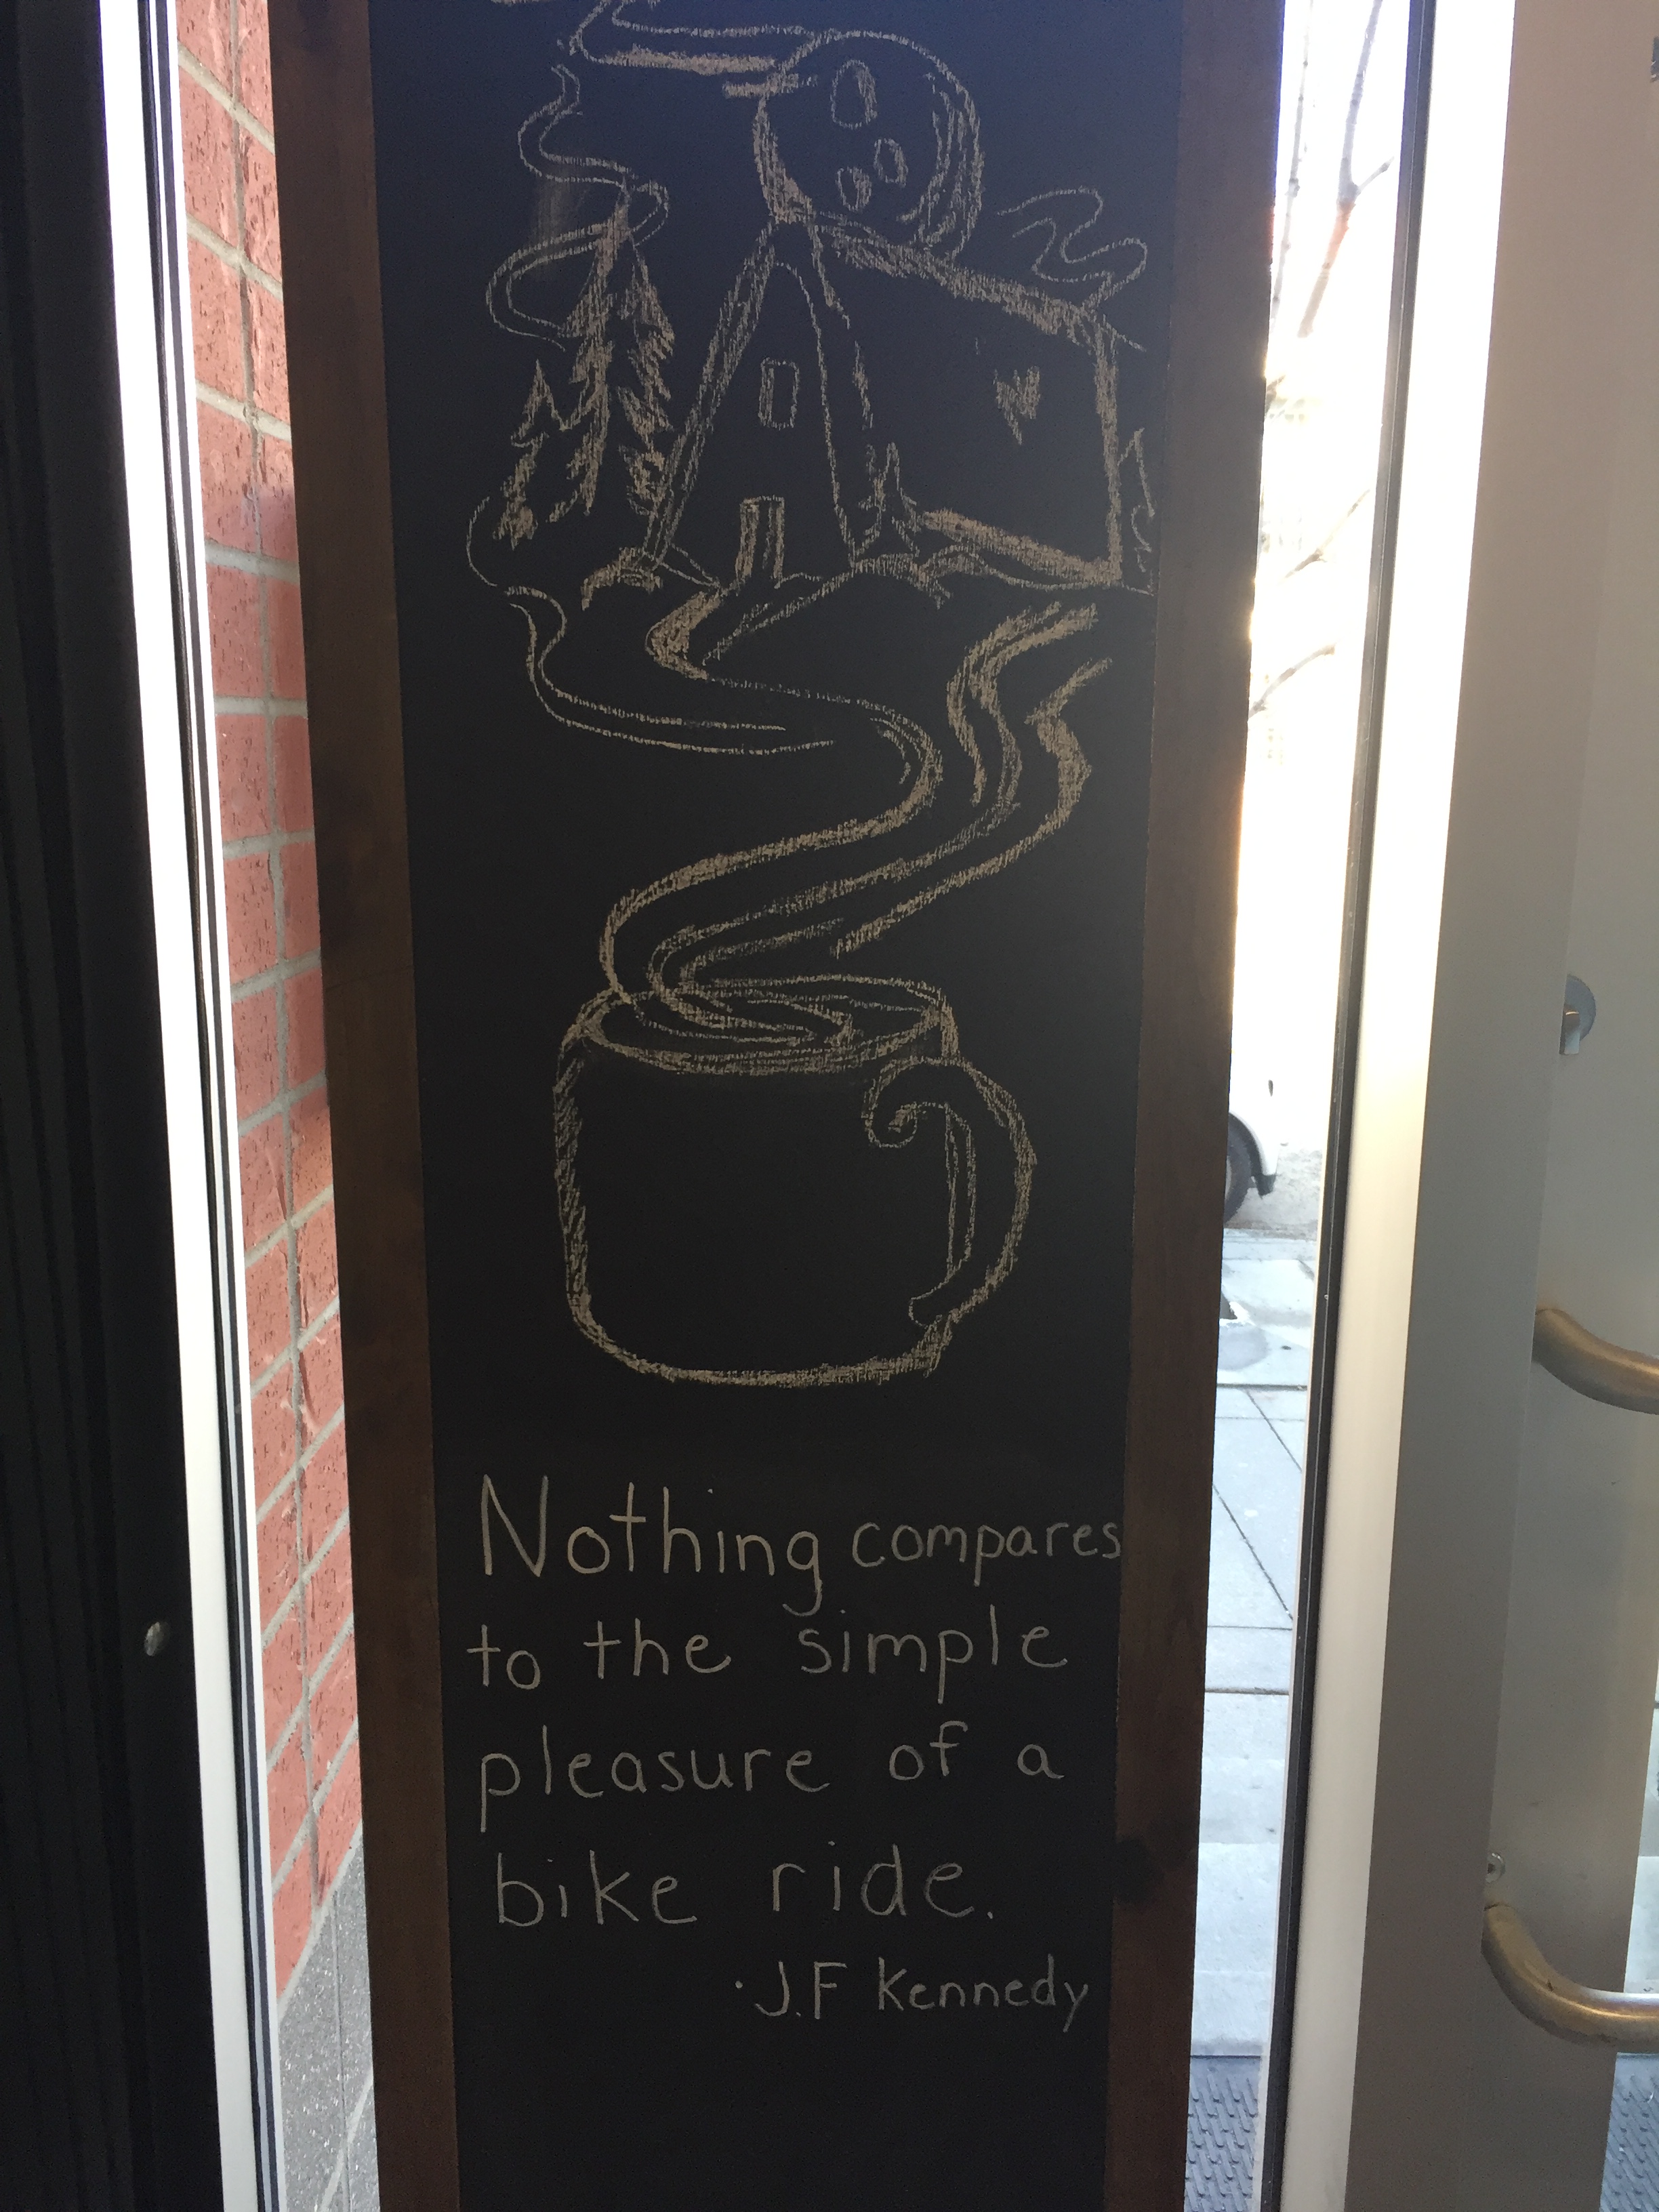 Nothing compares
to the simple
pleasure of a
bike ride.
·J.F Kennedy